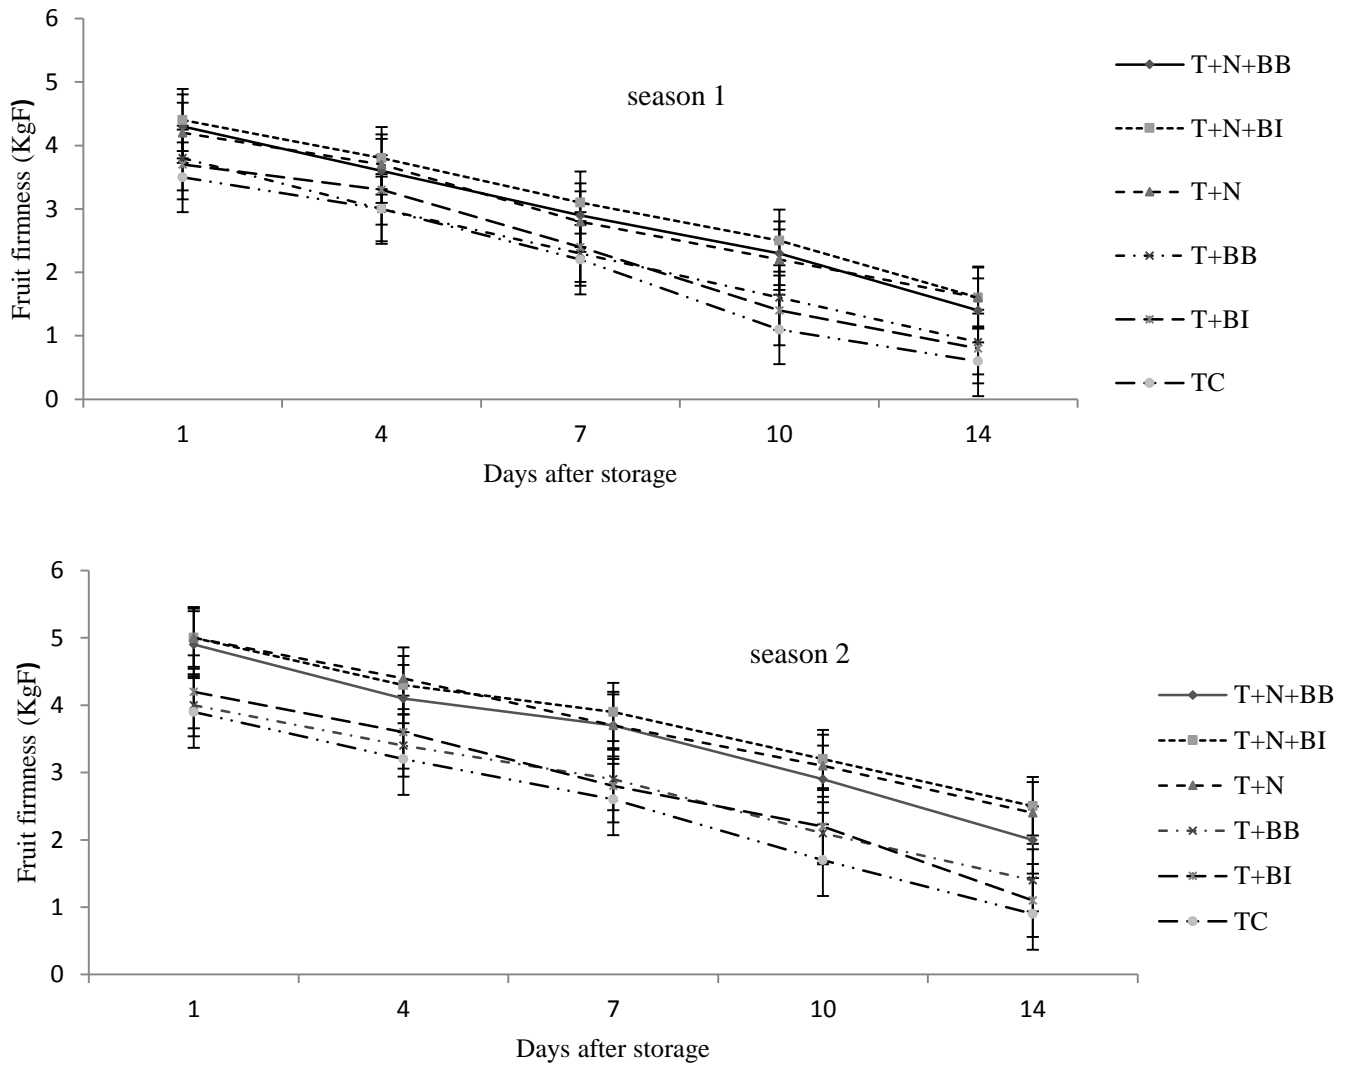 6
5
4
3
2
1
0
Fruit firmness (KgF)
season 1
1 4 7 10 14
Days after storage
T+N+BB
T+N+BI
T+N
T+BB
T+BI
TC
6
5
4
3
2
1
0
Fruit firmness (KgF)
season 2
1 4 7 10 14
Days after storage
T+N+BB
T+N+BI
T+N
T+BB
T+BI
TC